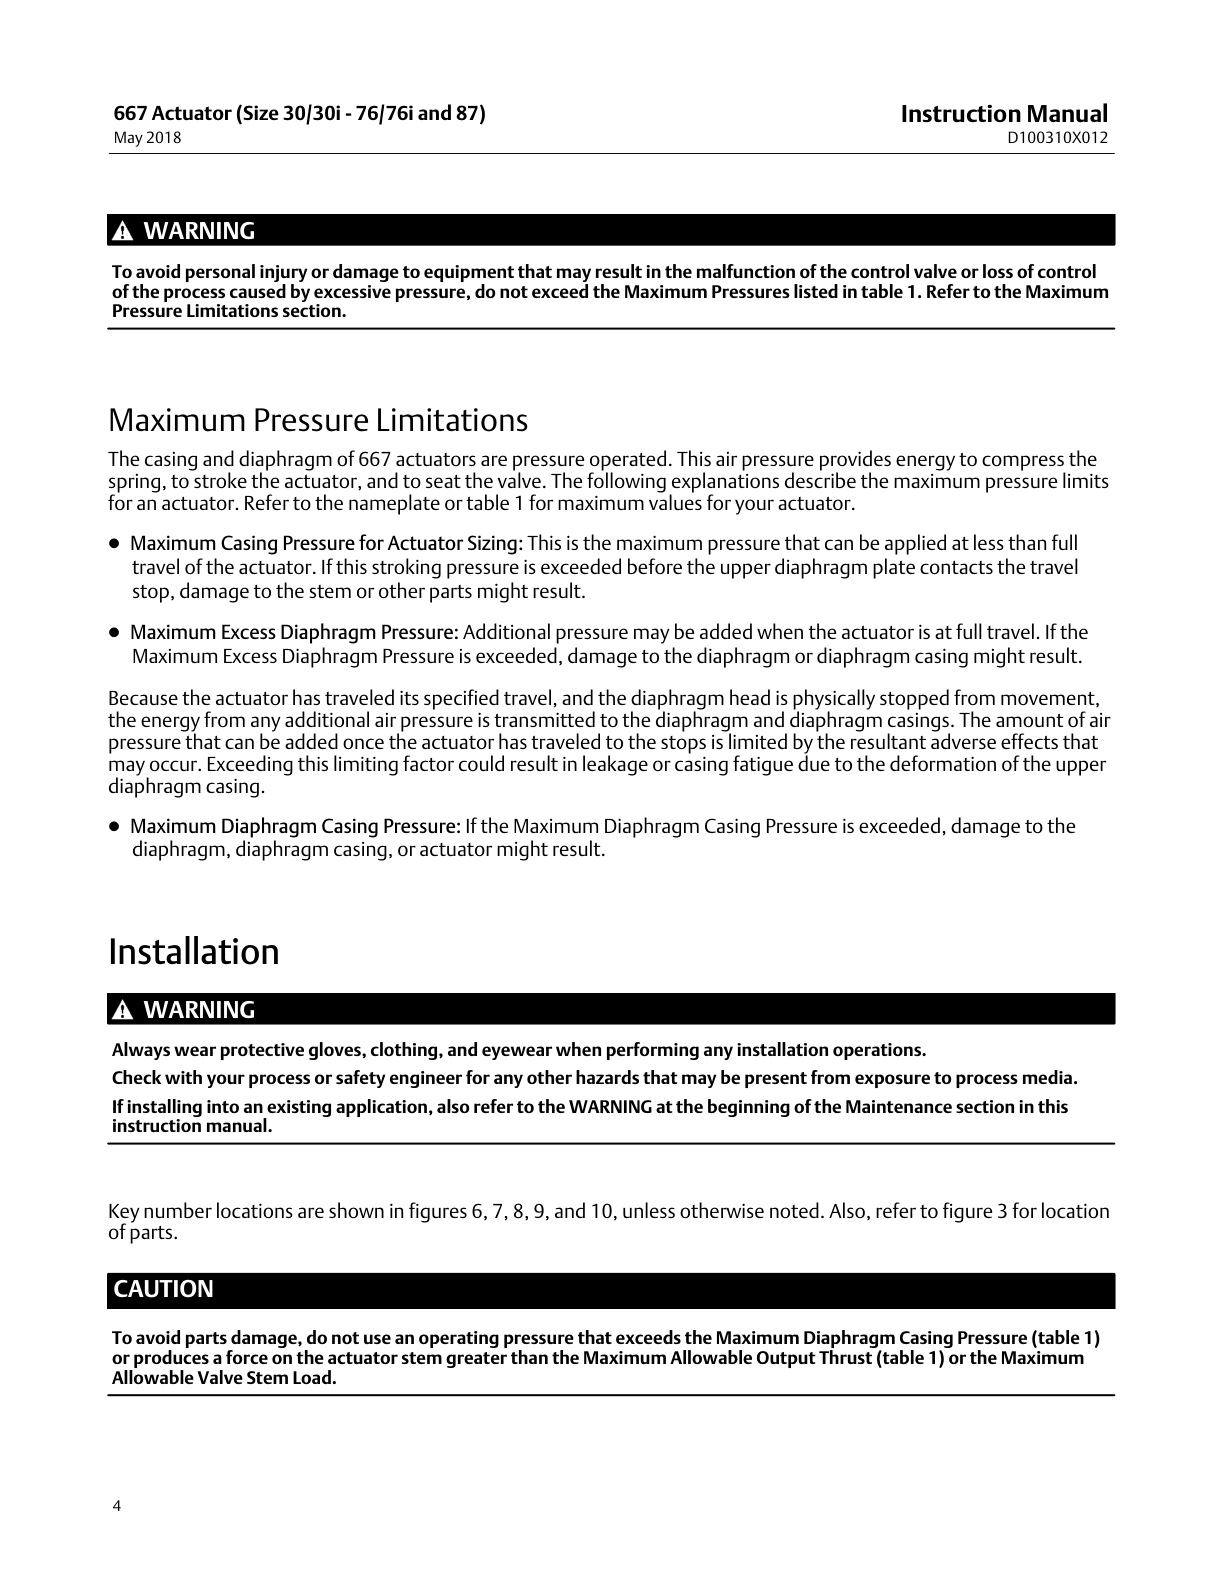 667 Actuator (Size 30/30i - 76/76i and 87)
Instruction Manual
May 2018
D100310X012
WARNING
To avoid personal injury or damage to equipment that may result in the malfunction of the control valve or loss of control
of the process caused by excessive pressure, do not exceed the Maximum Pressures listed in table 1. Refer to the Maximum
Pressure Limitations section.
Maximum Pressure Limitations
The casing and diaphragm of 667 actuators are pressure operated. This air pressure provides energy to compress the
spring, to stroke the actuator, and to seat the valve. The following explanations describe the maximum pressure limits
for an actuator. Refer to the nameplate or table 1 for maximum values for your actuator.
● Maximum Casing Pressure for Actuator Sizing: This is the maximum pressure that can be applied at less than full
travel of the actuator. If this stroking pressure is exceeded before the upper diaphragm plate contacts the travel
stop, damage to the stem or other parts might result.
● Maximum Excess Diaphragm Pressure: Additional pressure may be added when the actuator is at full travel. If the
Maximum Excess Diaphragm Pressure is exceeded, damage to the diaphragm or diaphragm casing might result.
Because the actuator has traveled its specified travel, and the diaphragm head is physically stopped from movement,
the energy from any additional air pressure is transmitted to the diaphragm and diaphragm casings. The amount of air
pressure that can be added once the actuator has traveled to the stops is limited by the resultant adverse effects that
may occur. Exceeding this limiting factor could result in leakage or casing fatigue due to the deformation of the upper
diaphragm casing.
● Maximum Diaphragm Casing Pressure: If the Maximum Diaphragm Casing Pressure is exceeded, damage to the
diaphragm, diaphragm casing, or actuator might result.
Installation
WARNING
Always wear protective gloves, clothing, and eyewear when performing any installation operations.
Check with your process or safety engineer for any other hazards that may be present from exposure to process media.
If installing into an existing application, also refer to the WARNING at the beginning of the Maintenance section in this
instruction manual.
Key number locations are shown in figures 6, 7, 8, 9, and 10, unless otherwise noted. Also, refer to figure 3 for location
of parts.
CAUTION
To avoid parts damage, do not use an operating pressure that exceeds the Maximum Diaphragm Casing Pressure (table 1)
or produces a force on the actuator stem greater than the Maximum Allowable Output Thrust (table 1) or the Maximum
Allowable Valve Stem Load.
4